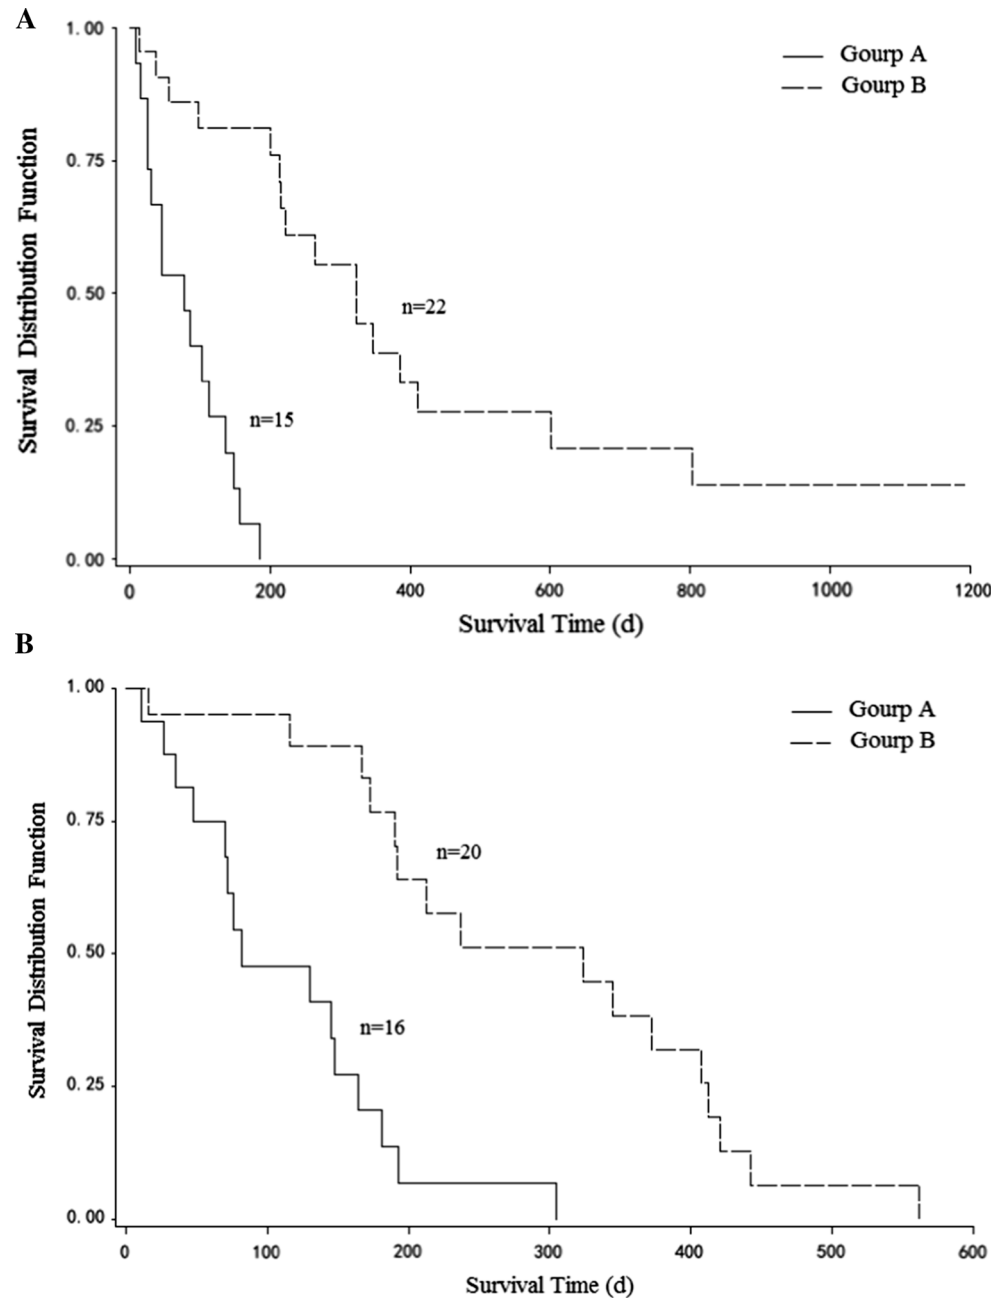 A
Gourp A
Gourp B
1.00
0.75
0.50
0.25
0.00
Survival Distribution Function
n=22
n=15
0 200 400 600 800 1000 1200
Survival Time (d)
B
Gourp A
Gourp B
1.00
0.75
0.50
0.25
0.00
Survival Distribution Function
n=20
n=16
0 100 200 300 400 500 600
Survival Time (d)